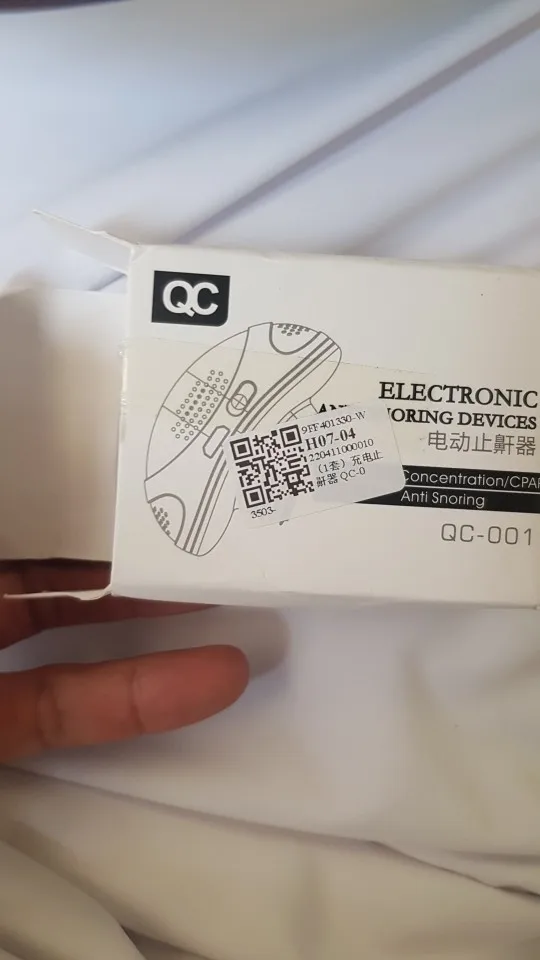 QC
ELECTRONIC
NORING DEVICES
电动止鼾器
Concentration/CPAP
Anti Snoring
QC-001
9FF401330-W
H07-04
220411000010
（1套）充电止
鼾器 QC-0
3503-